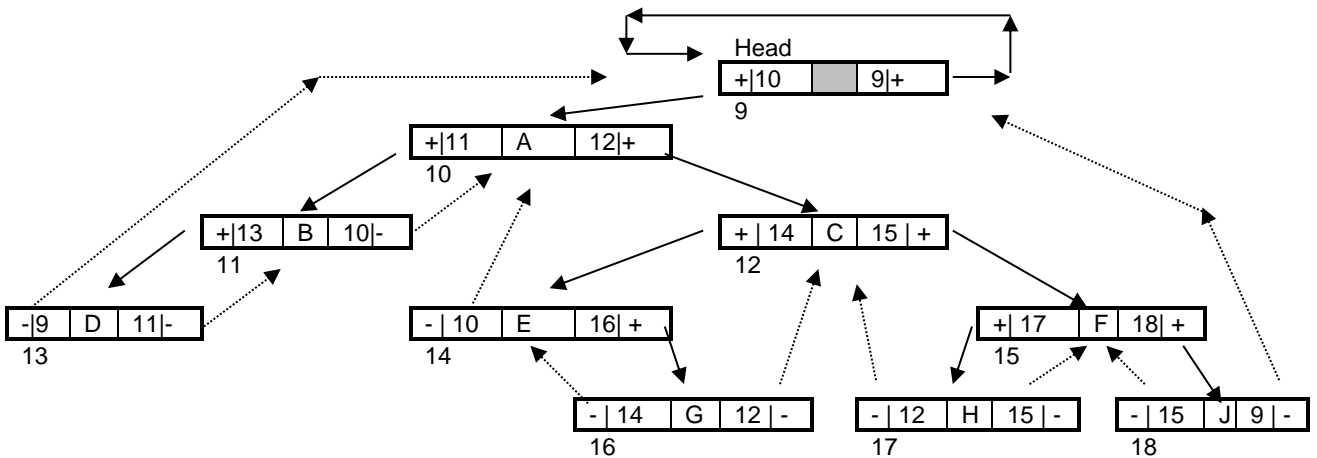 Head
+|10 9|+
9
+|11 A 12|+
10
+|13 B 10|-
11
+ | 14 C 15 | +
12
-|9 D 11|-
13
- | 10 E 16| +
14
+| 17 F 18| +
15
- | 14 G 12 | -
16
- | 12 H 15 | -
17
- | 15 J 9 | -
18